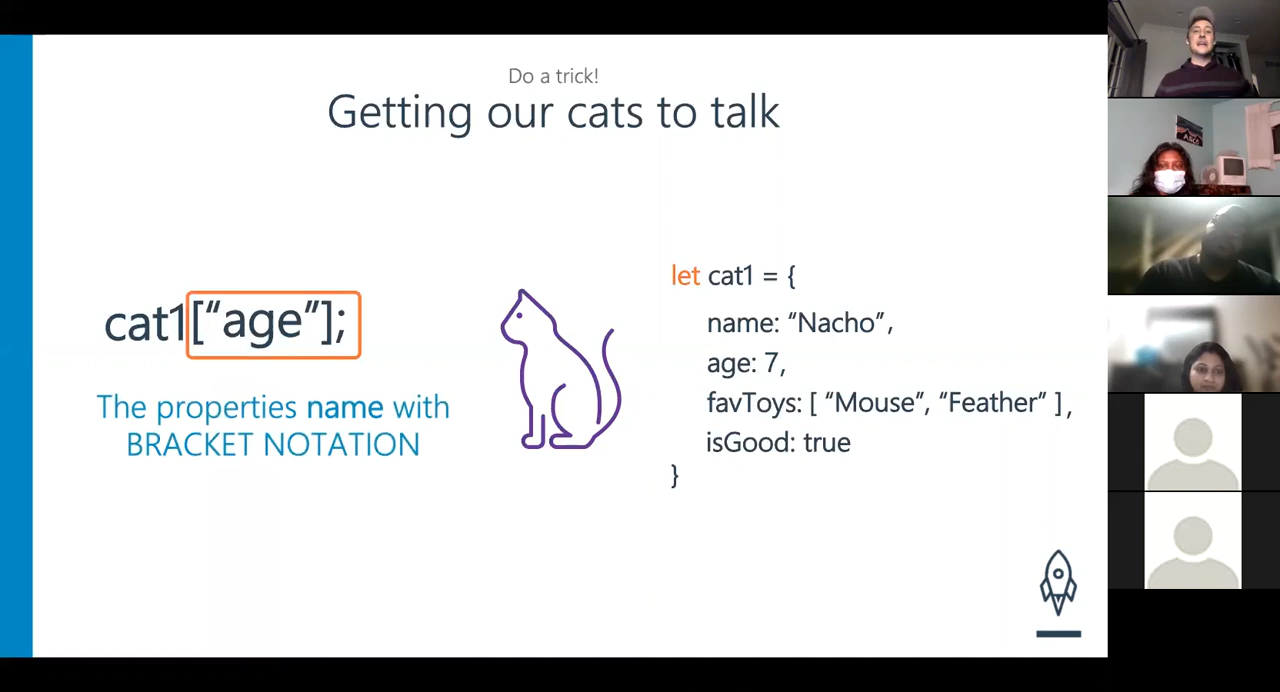 Do a trick!
Getting our cats to talk
cat1[“age”];
The properties name with
BRACKET NOTATION
let cat1 = {
name: “Nacho”,
age: 7,
favToys: [ “Mouse”, “Feather” ],
isGood: true
}